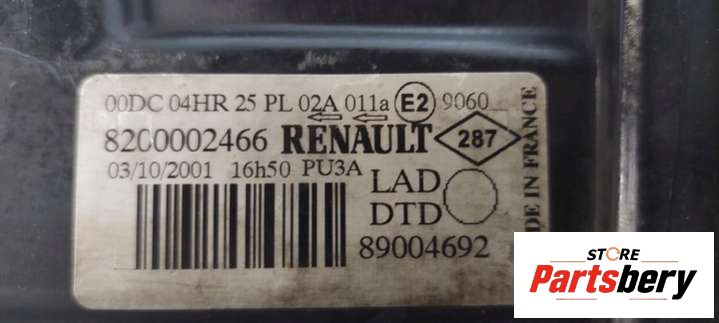 00DC 04HR 25 PL 02A 011a E2 9060
8200002466 RENAULT 287
03/10/2001 16h50 PU3A
LAD
DTD
89004692
DE IN FRANCE
STORE
Partsbery